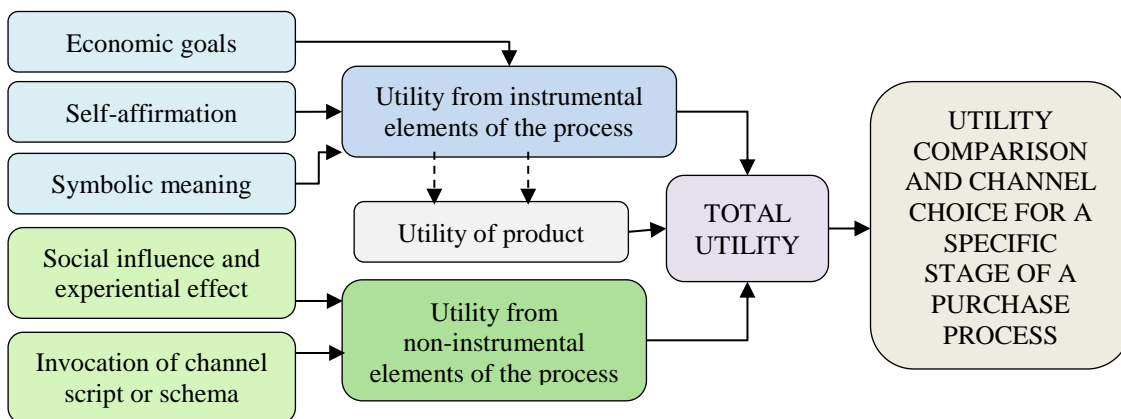 Economic goals
Self-affirmation
Symbolic meaning
Social influence and
experiential effect
Invocation of channel
script or schema
Utility from instrumental
elements of the process
Utility of product
Utility from
non-instrumental
elements of the process
TOTAL
UTILITY
UTILITY
COMPARISON
AND CHANNEL
CHOICE FOR A
SPECIFIC
STAGE OF A
PURCHASE
PROCESS